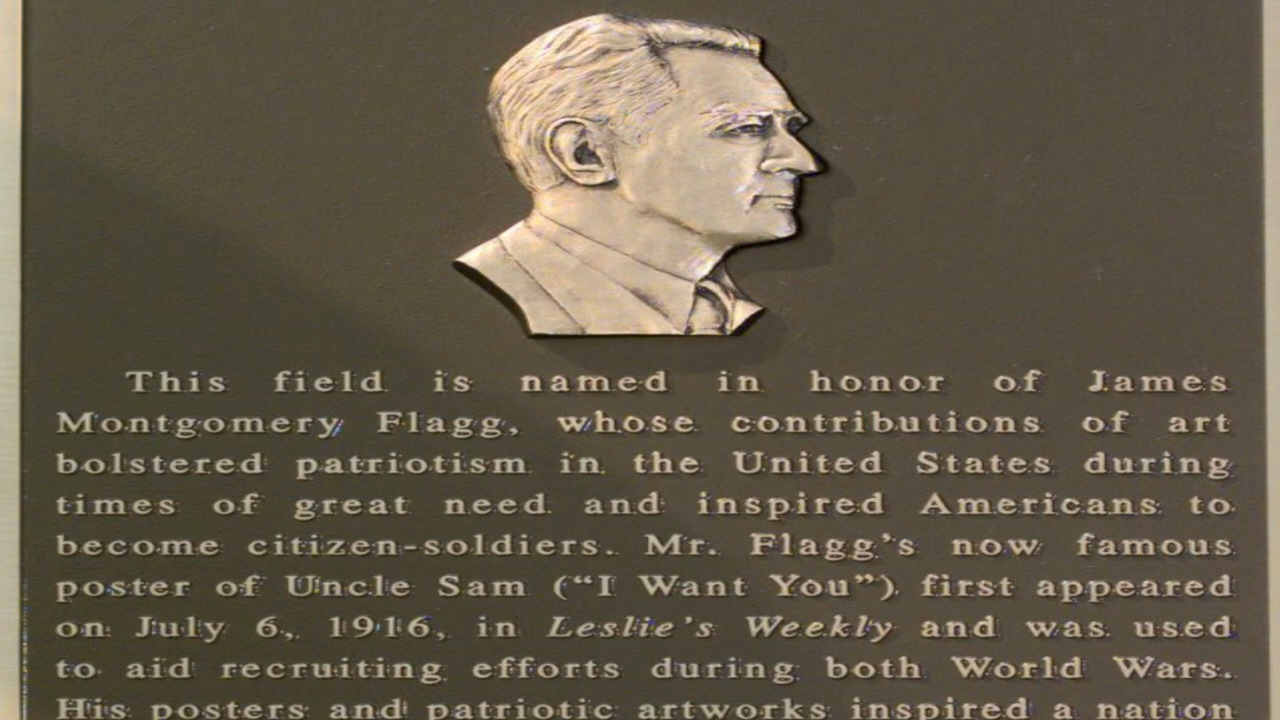 This field is named in honor of James
Montgomery Flagg, whose contributions of art
bolstered patriotism in the United States during
times of great need and inspired Americans to
become citizen-soldiers. Mr. Flagg's now famous
poster of Uncle Sam (“I Want You”) first appeared
on July 6, 1916, in Leslie's Weekly and was used
to aid recruiting efforts during both World Wars.
His posters and patriotic artworks inspired a nation